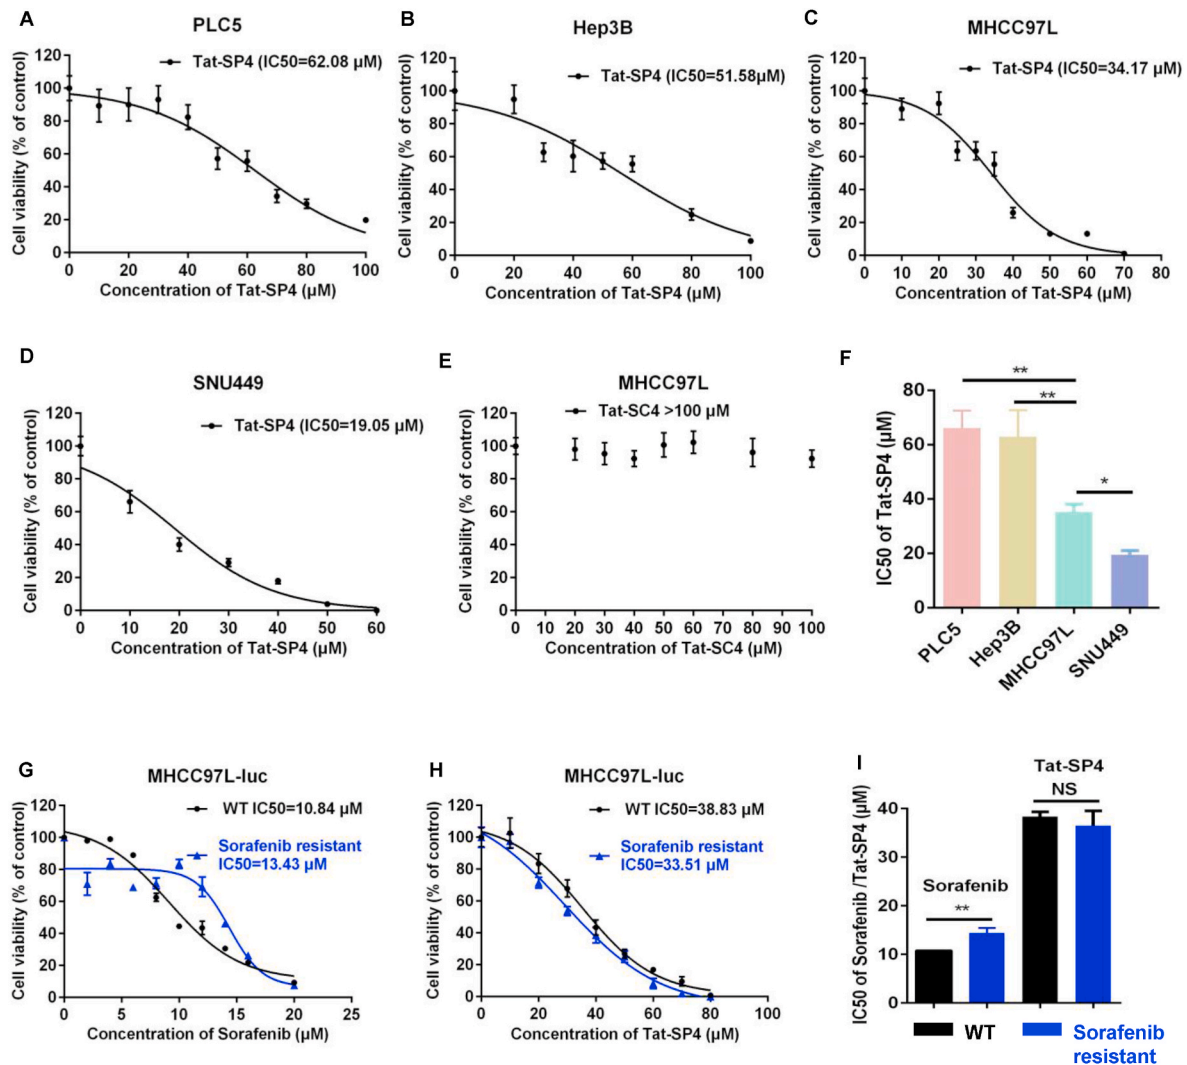 A
PLC5
Tat-SP4 (IC50=62.08 μM)
Cell viability (% of control)
120
100
80
60
40
20
0
0 20 40 60 80 100
Concentration of Tat-SP4 (μM)
B
Hep3B
Tat-SP4 (IC50=51.58μM)
Cell viability (% of control)
120
100
80
60
40
20
0
0 20 40 60 80 100
Concentration of Tat-SP4 (μM)
C
MHCC97L
Tat-SP4 (IC50=34.17 μM)
Cell viability (% of control)
120
100
80
60
40
20
0
0 10 20 30 40 50 60 70 80
Concentration of Tat-SP4 (μM)
D
SNU449
Tat-SP4 (IC50=19.05 μM)
Cell viability (% of control)
120
100
80
60
40
20
0
0 10 20 30 40 50 60
Concentration of Tat-SP4 (μM)
E
MHCC97L
Tat-SC4 >100 μM
Cell viability (% of control)
120
100
80
60
40
20
0
0 10 20 30 40 50 60 70 80 90 100
Concentration of Tat-SC4 (μM)
F
**
**
*
IC50 of Tat-SP4 (μM)
80
60
40
20
0
PLC5
Hep3B
MHCC97L
SNU449
G
MHCC97L-luc
WT IC50=10.84 μM
Sorafenib resistant
IC50=13.43 μM
Cell viability (% of control)
120
100
80
60
40
20
0
0 5 10 15 20 25
Concentration of Sorafenib (μM)
H
MHCC97L-luc
WT IC50=38.83 μM
Sorafenib resistant
IC50=33.51 μM
Cell viability (% of control)
120
100
80
60
40
20
0
0 20 40 60 80 100
Concentration of Tat-SP4 (μM)
I
Tat-SP4
NS
Sorafenib
**
IC50 of Sorafenib /Tat-SP4 (μM)
40
30
20
10
0
WT
Sorafenib
resistant